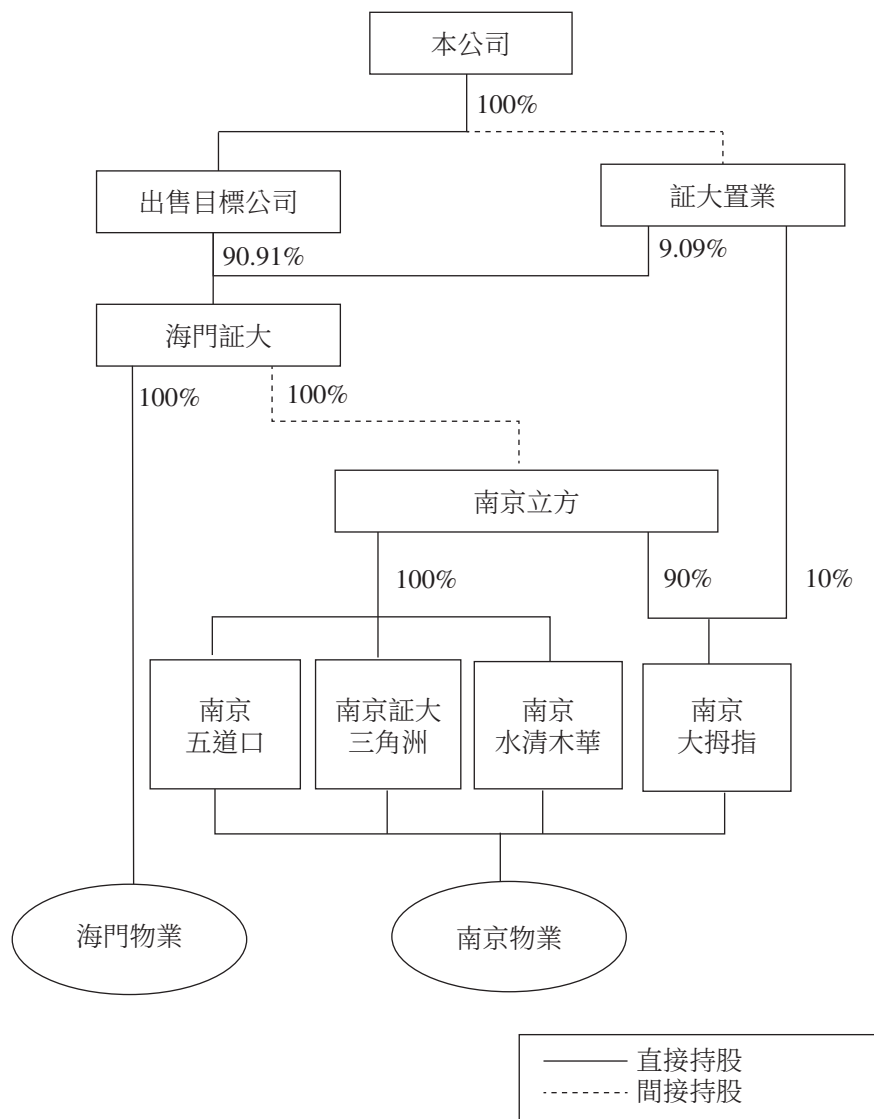 本公司
100%
出售目標公司
証大置業
90.91%
9.09%
海門証大
100%
100%
南京立方
100%
90%
10%
南京
五道口
南京証大
三角洲
南京
水清木華
南京
大拇指
海門物業
南京物業
直接持股
間接持股